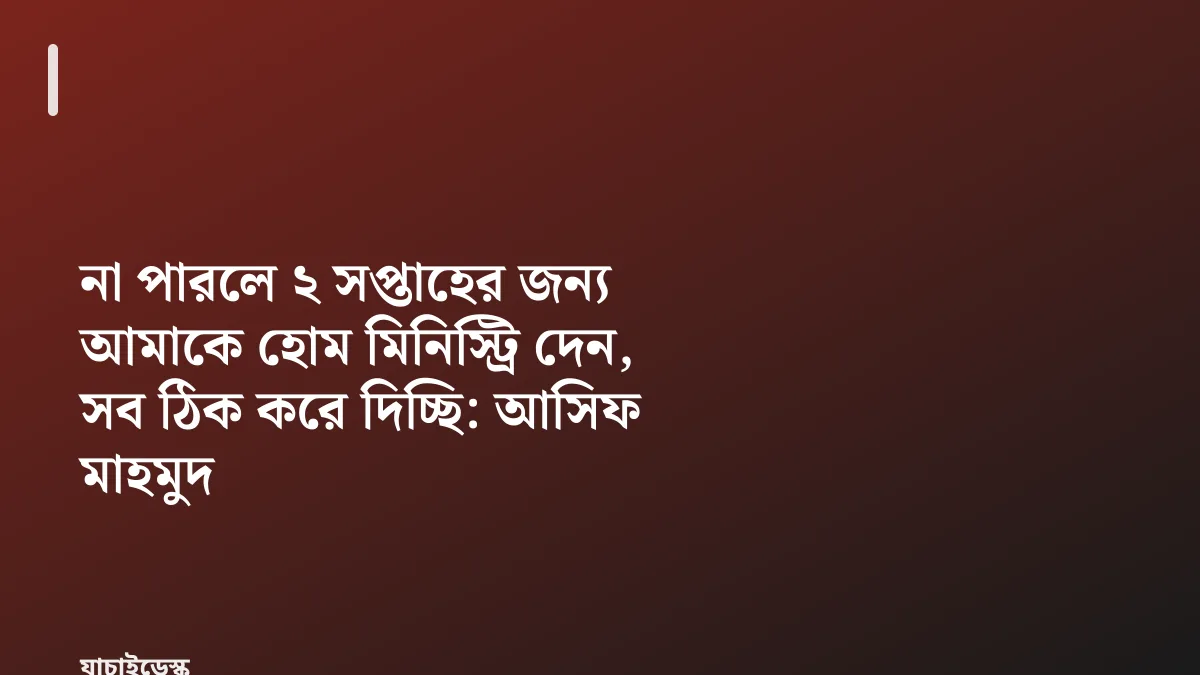 না পারলে ২ সপ্তাহের জন্য
আমাকে হোম মিনিস্ট্রি দেন,
সব ঠিক করে দিচ্ছি: আসিফ
মাহমুদ
যাচাইডেস্ক